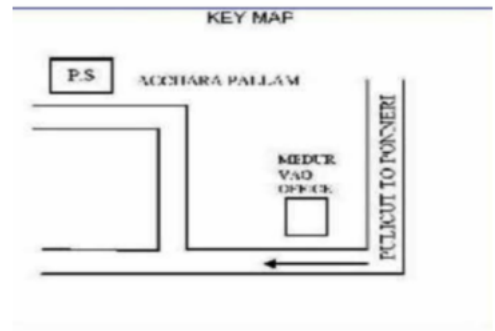 KEY MAP
P.S
ACCHARA PALLAM
MEDUR
VAO
OFFICE
PULICUT TO PONNERI